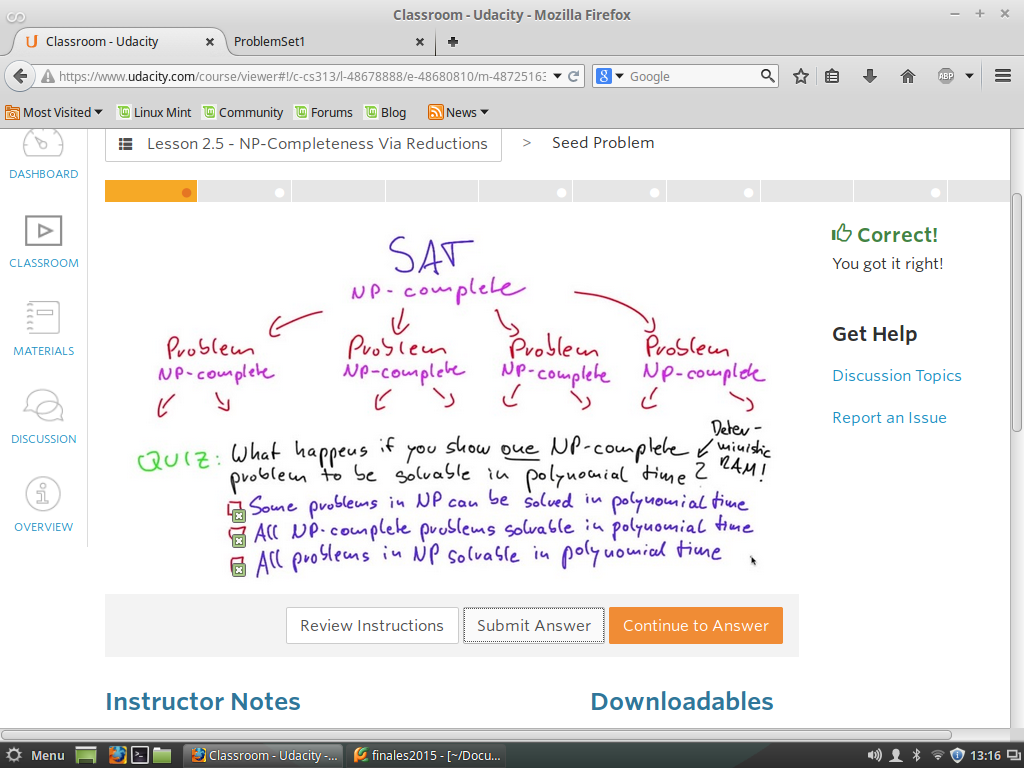 Classroom - Udacity - Mozilla Firefox
Classroom - Udacity
ProblemSet1
https://www.udacity.com/course/viewer#!/c-cs313/l-48678888/e-48680810/m-48725163
Google
ABP
Most Visited
Linux Mint
Community
Forums
Blog
News
Lesson 2.5 - NP-Completeness Via Reductions
>
Seed Problem
DASHBOARD
CLASSROOM
MATERIALS
DISCUSSION
OVERVIEW
SAT
NP-complete
Problem Problem Problem Problem
NP-complete NP-complete NP-complete NP-complete
QUIZ: What happens if you show one NP-complete
problem to be solvable in polynomial time?
Deter-
ministic
RAM!
Some problems in NP can be solved in polynomial time
All NP-complete problems solvable in polynomial time
All problems in NP solvable in polynomial time
Correct!
You got it right!
Get Help
Discussion Topics
Report an Issue
Review Instructions
Submit Answer
Continue to Answer
Instructor Notes
Downloadables
Menu
Classroom - Udacity -...
finales2015 - [~/Docu...
13:16